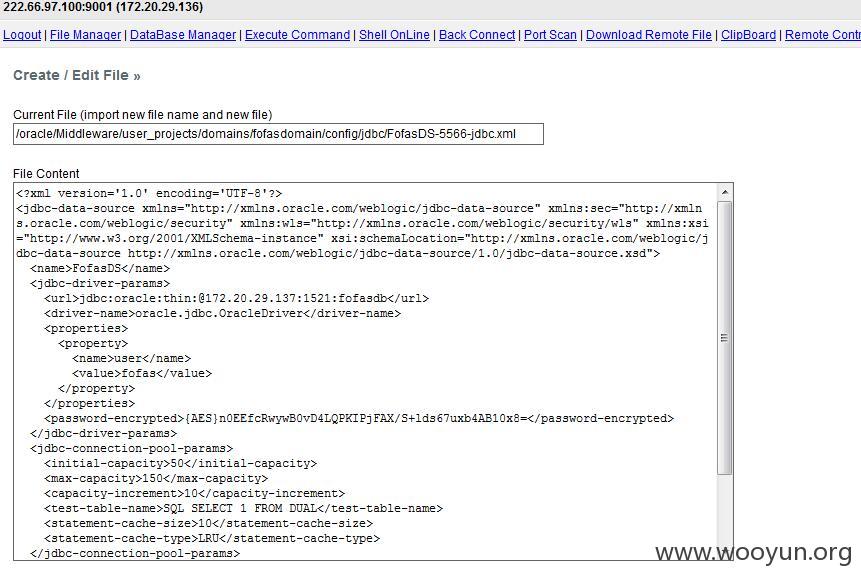 222.66.97.100:9001 (172.20.29.136)
Logout | File Manager | DataBase Manager | Execute Command | Shell OnLine | Back Connect | Port Scan | Download Remote File | ClipBoard | Remote Contr
Create / Edit File »
Current File (import new file name and new file)
/oracle/Middleware/user_projects/domains/fofasdomain/config/jdbc/FofasDS-5566-jdbc.xml
File Content
<?xml version='1.0' encoding='UTF-8'?>
<jdbc-data-source xmlns="http://xmlns.oracle.com/weblogic/jdbc-data-source" xmlns:sec="http://xmln
s.oracle.com/weblogic/security" xmlns:wls="http://xmlns.oracle.com/weblogic/security/wls" xmlns:xsi
="http://www.w3.org/2001/XMLSchema-instance" xsi:schemaLocation="http://xmlns.oracle.com/weblogic/j
dbc-data-source http://xmlns.oracle.com/weblogic/jdbc-data-source/1.0/jdbc-data-source.xsd">
<name>FofasDS</name>
<jdbc-driver-params>
<url>jdbc:oracle:thin:@172.20.29.137:1521:fofasdb</url>
<driver-name>oracle.jdbc.OracleDriver</driver-name>
<properties>
<property>
<name>user</name>
<value>fofas</value>
</property>
</properties>
<password-encrypted>{AES}n0EEfcRwywB0vD4LQPKIPjFAX/S+lds67uxb4AB10x8=</password-encrypted>
</jdbc-driver-params>
<jdbc-connection-pool-params>
<initial-capacity>50</initial-capacity>
<max-capacity>150</max-capacity>
<capacity-increment>10</capacity-increment>
<test-table-name>SQL SELECT 1 FROM DUAL</test-table-name>
<statement-cache-size>10</statement-cache-size>
<statement-cache-type>LRU</statement-cache-type>
</jdbc-connection-pool-params>
www.wooyun.org